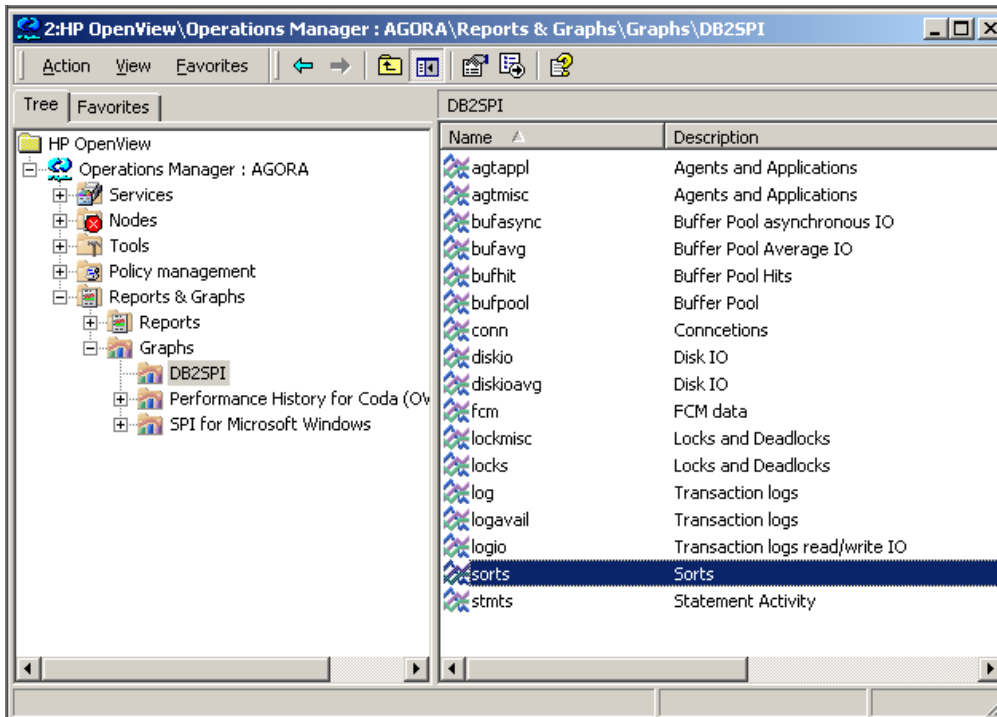 2:HP OpenView\Operations Manager : AGORA\Reports & Graphs\Graphs\DB2SPI
Action View Favorites
Tree Favorites
HP OpenView
Operations Manager : AGORA
Services
Nodes
Tools
Policy management
Reports & Graphs
Reports
Graphs
DB2SPI
Performance History for Coda (OV
SPI for Microsoft Windows
DB2SPI
Name Description
agtappl Agents and Applications
agtmisc Agents and Applications
bufasync Buffer Pool asynchronous IO
bufavg Buffer Pool Average IO
bufhit Buffer Pool Hits
bufpool Buffer Pool
conn Conncetions
diskio Disk IO
diskioavg Disk IO
fcm FCM data
lockmisc Locks and Deadlocks
locks Locks and Deadlocks
log Transaction logs
logavail Transaction logs
logio Transaction logs read/write IO
sorts Sorts
stmts Statement Activity